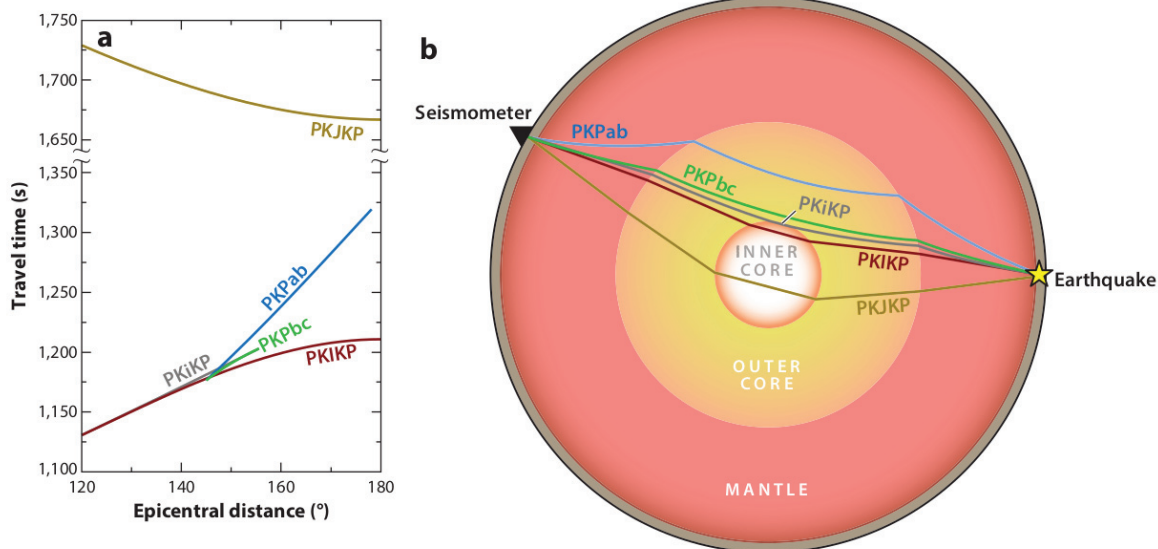 a
1,750
1,700
1,650
1,350
1,300
1,250
1,200
1,150
1,100
Travel time (s)
120 140 160 180
Epicentral distance (°)
PKJKP
PKPab
PKPbc
PKiKP
PKIKP
b
Seismometer
PKPab
PKPbc
PKiKP
INNER
CORE
PKIKP
Earthquake
PKJKP
OUTER
CORE
MANTLE